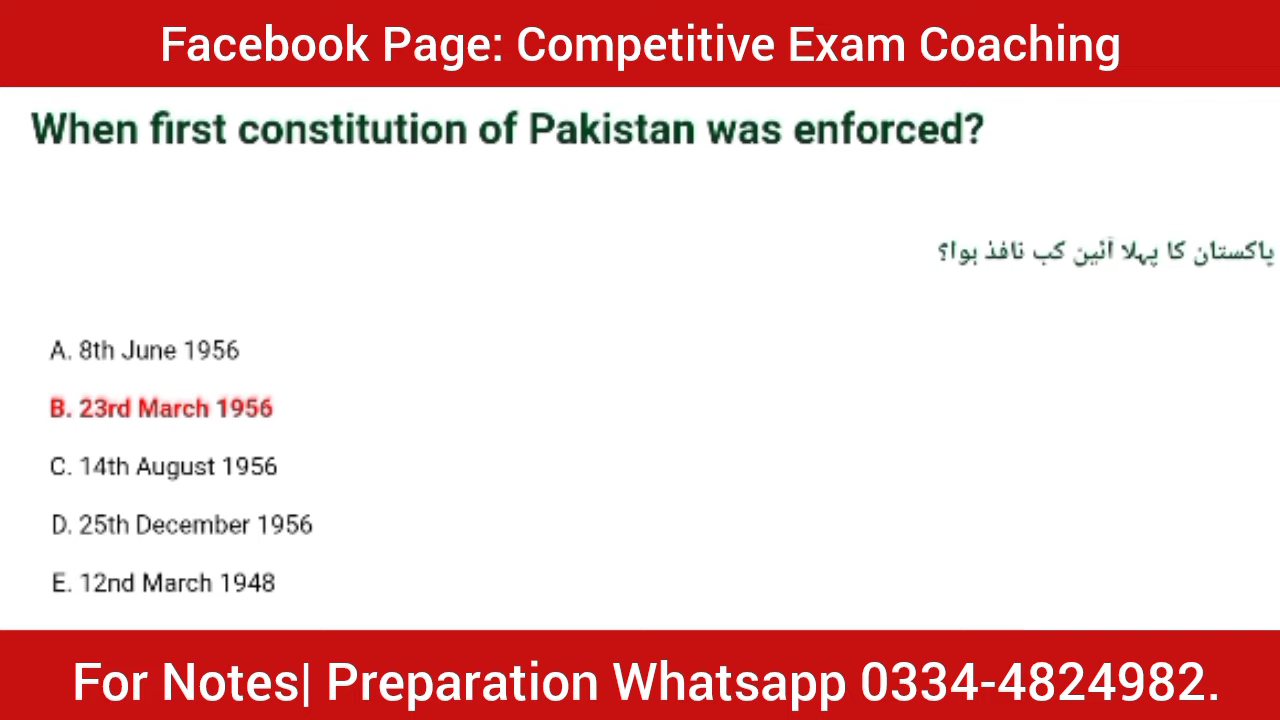 Facebook Page: Competitive Exam Coaching
When first constitution of Pakistan was enforced?
پاکستان کا پہلا آئین کب نافذ ہوا؟
A. 8th June 1956
B. 23rd March 1956
C. 14th August 1956
D. 25th December 1956
E. 12nd March 1948
For Notes| Preparation Whatsapp 0334-4824982.